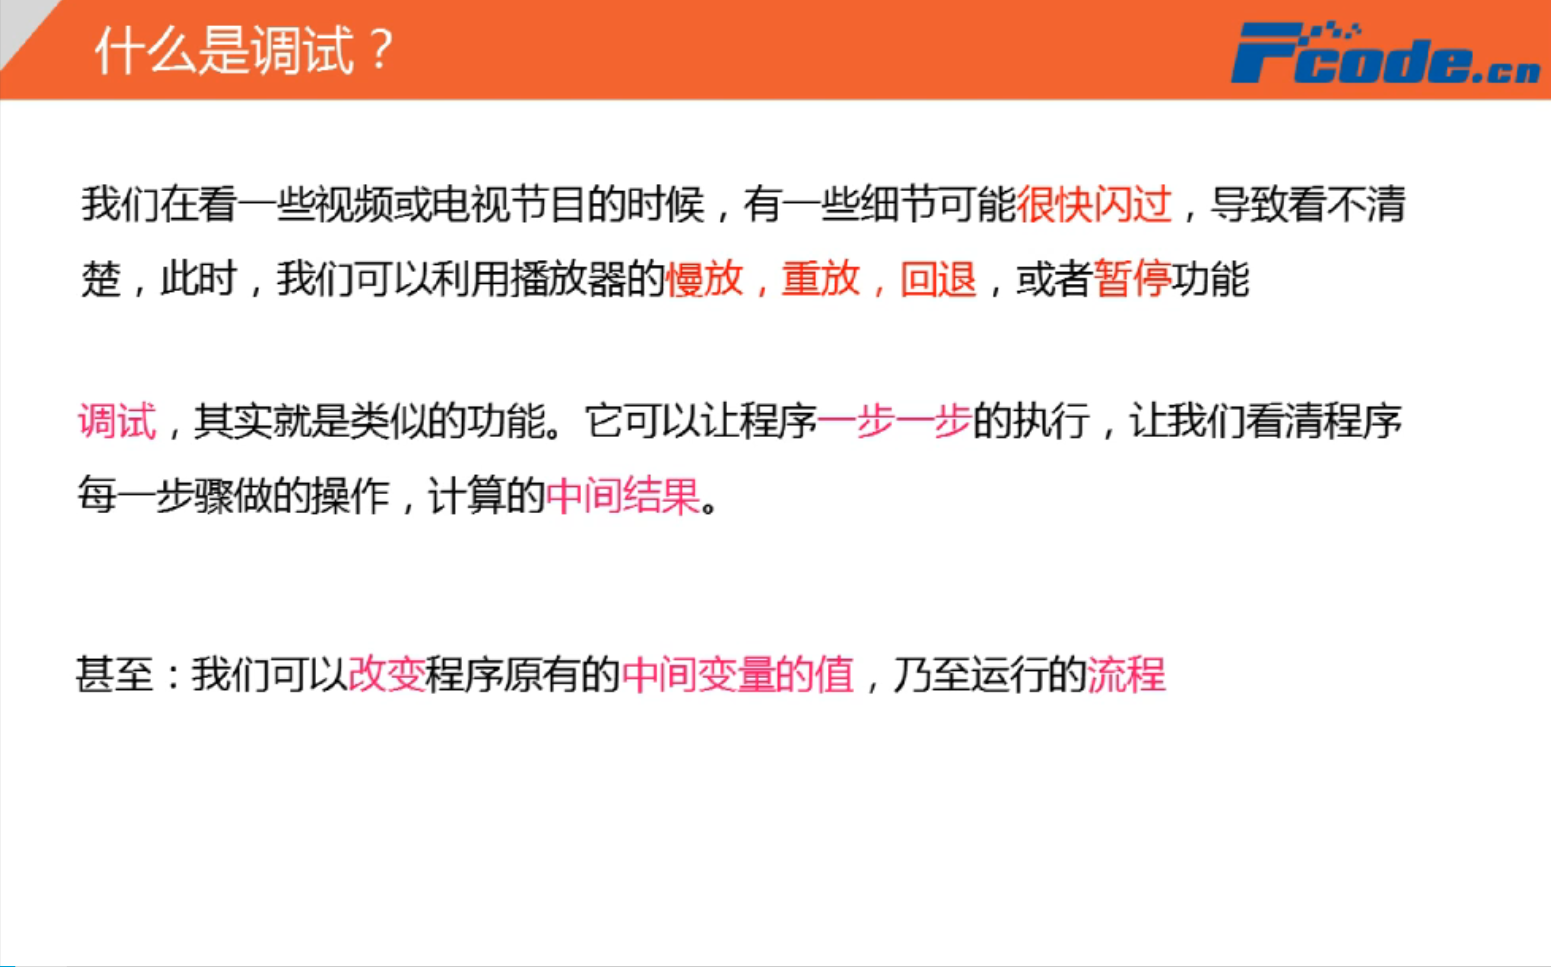 什么是调试？
Fcode.cn
我们在看一些视频或电视节目的时候，有一些细节可能很快闪过，导致看不清
楚，此时，我们可以利用播放器的慢放，重放，回退，或者暂停功能
调试，其实就是类似的功能。它可以让程序一步一步的执行，让我们看清程序
每一步骤做的操作，计算的中间结果。
甚至：我们可以改变程序原有的中间变量的值，乃至运行的流程